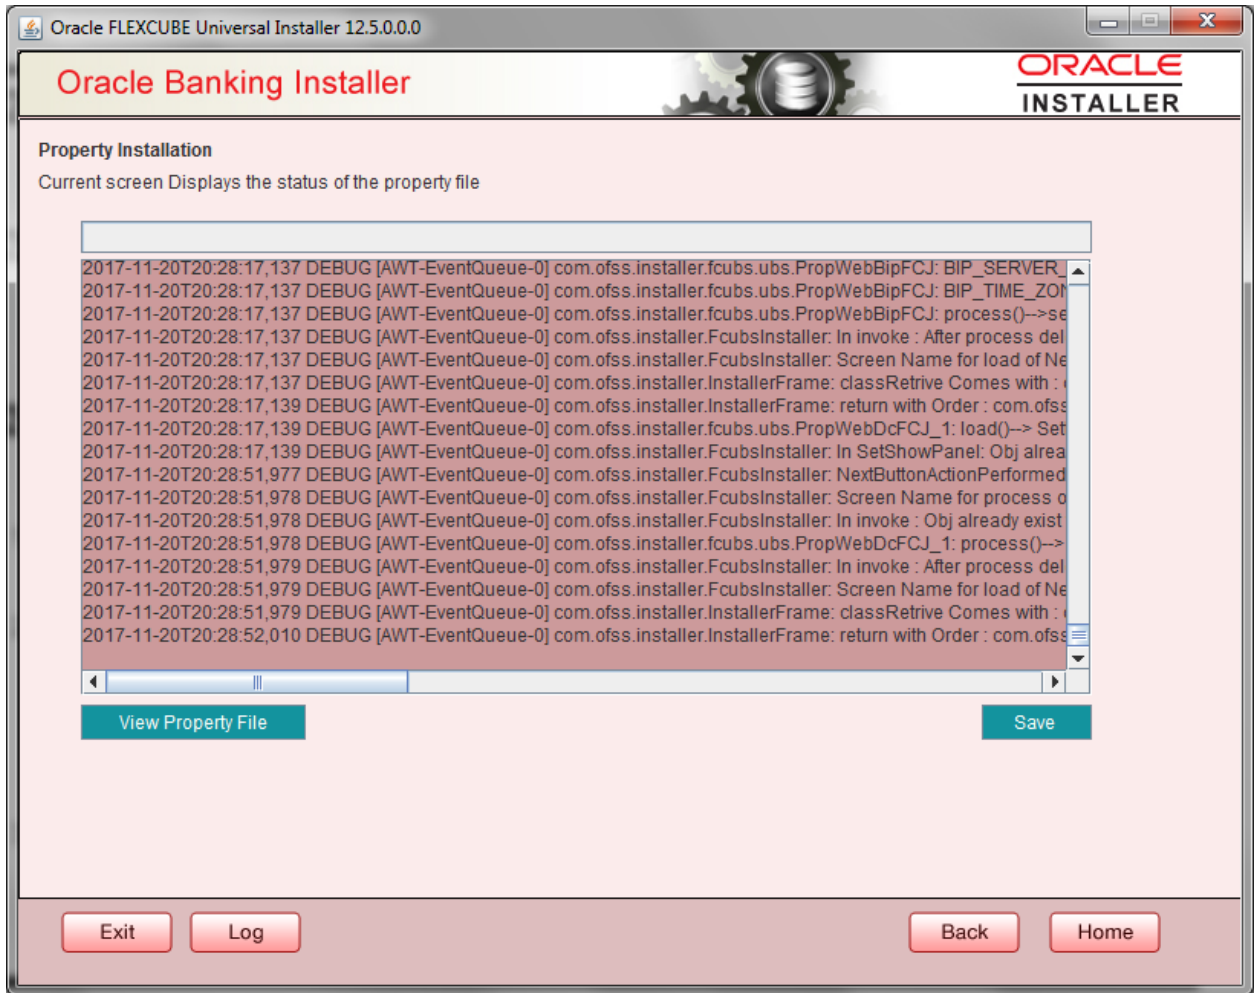 Oracle FLEXCUBE Universal Installer 12.5.0.0.0
Oracle Banking Installer
ORACLE
INSTALLER
Property Installation
Current screen Displays the status of the property file
2017-11-20T20:28:17,137 DEBUG [AWT-EventQueue-0] com.ofss.installer.fcubs.ubs.PropWebBipFCJ: BIP_SERVER_
2017-11-20T20:28:17,137 DEBUG [AWT-EventQueue-0] com.ofss.installer.fcubs.ubs.PropWebBipFCJ: BIP_TIME_ZON
2017-11-20T20:28:17,137 DEBUG [AWT-EventQueue-0] com.ofss.installer.fcubs.ubs.PropWebBipFCJ: process()-->se
2017-11-20T20:28:17,137 DEBUG [AWT-EventQueue-0] com.ofss.installer.FcubsInstaller: In invoke : After process del
2017-11-20T20:28:17,137 DEBUG [AWT-EventQueue-0] com.ofss.installer.FcubsInstaller: Screen Name for load of Ne
2017-11-20T20:28:17,137 DEBUG [AWT-EventQueue-0] com.ofss.installer.InstallerFrame: classRetrive Comes with :
2017-11-20T20:28:17,139 DEBUG [AWT-EventQueue-0] com.ofss.installer.InstallerFrame: return with Order : com.ofss
2017-11-20T20:28:17,139 DEBUG [AWT-EventQueue-0] com.ofss.installer.fcubs.ubs.PropWebDcFCJ_1: load()--> Set
2017-11-20T20:28:17,139 DEBUG [AWT-EventQueue-0] com.ofss.installer.FcubsInstaller: In SetShowPanel: Obj alrea
2017-11-20T20:28:51,977 DEBUG [AWT-EventQueue-0] com.ofss.installer.FcubsInstaller: NextButtonActionPerformed
2017-11-20T20:28:51,978 DEBUG [AWT-EventQueue-0] com.ofss.installer.FcubsInstaller: Screen Name for process o
2017-11-20T20:28:51,978 DEBUG [AWT-EventQueue-0] com.ofss.installer.FcubsInstaller: In invoke : Obj already exist
2017-11-20T20:28:51,978 DEBUG [AWT-EventQueue-0] com.ofss.installer.fcubs.ubs.PropWebDcFCJ_1: process()-->
2017-11-20T20:28:51,979 DEBUG [AWT-EventQueue-0] com.ofss.installer.FcubsInstaller: In invoke : After process del
2017-11-20T20:28:51,979 DEBUG [AWT-EventQueue-0] com.ofss.installer.FcubsInstaller: Screen Name for load of Ne
2017-11-20T20:28:51,979 DEBUG [AWT-EventQueue-0] com.ofss.installer.InstallerFrame: classRetrive Comes with :
2017-11-20T20:28:52,010 DEBUG [AWT-EventQueue-0] com.ofss.installer.InstallerFrame: return with Order : com.ofss
View Property File
Save
Exit
Log
Back
Home